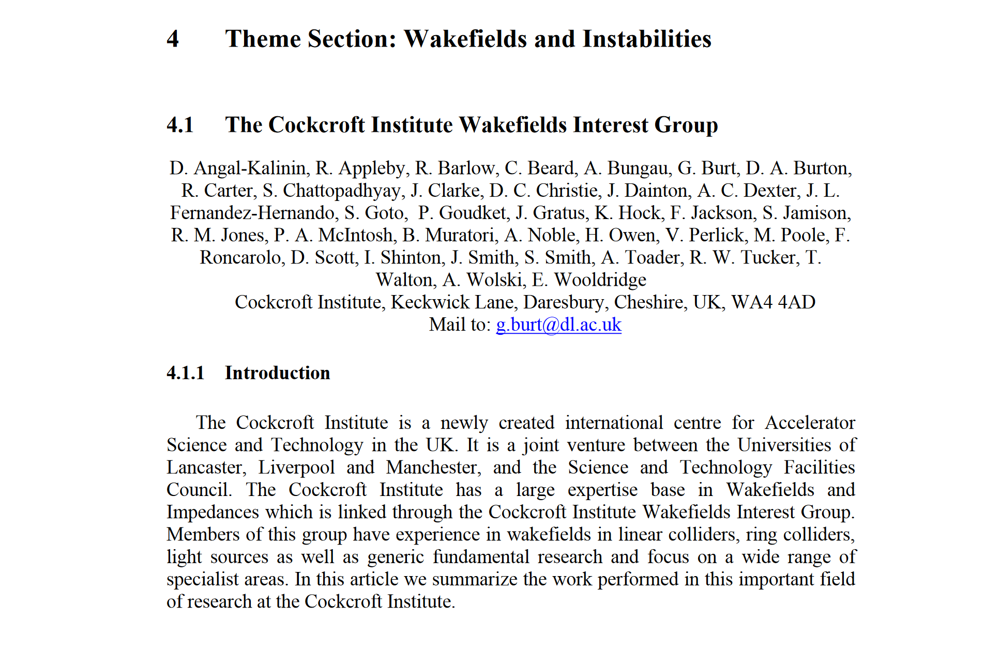 4 Theme Section: Wakefields and Instabilities
4.1 The Cockcroft Institute Wakefields Interest Group
D. Angal-Kalinin, R. Appleby, R. Barlow, C. Beard, A. Bungau, G. Burt, D. A. Burton,
R. Carter, S. Chattopadhyay, J. Clarke, D. C. Christie, J. Dainton, A. C. Dexter, J. L.
Fernandez-Hernando, S. Goto, P. Goudket, J. Gratus, K. Hock, F. Jackson, S. Jamison,
R. M. Jones, P. A. McIntosh, B. Muratori, A. Noble, H. Owen, V. Perlick, M. Poole, F.
Roncarolo, D. Scott, I. Shinton, J. Smith, S. Smith, A. Toader, R. W. Tucker, T.
Walton, A. Wolski, E. Wooldridge
Cockcroft Institute, Keckwick Lane, Daresbury, Cheshire, UK, WA4 4AD
Mail to: g.burt@dl.ac.uk
4.1.1 Introduction
The Cockcroft Institute is a newly created international centre for Accelerator
Science and Technology in the UK. It is a joint venture between the Universities of
Lancaster, Liverpool and Manchester, and the Science and Technology Facilities
Council. The Cockcroft Institute has a large expertise base in Wakefields and
Impedances which is linked through the Cockcroft Institute Wakefields Interest Group.
Members of this group have experience in wakefields in linear colliders, ring colliders,
light sources as well as generic fundamental research and focus on a wide range of
specialist areas. In this article we summarize the work performed in this important field
of research at the Cockcroft Institute.